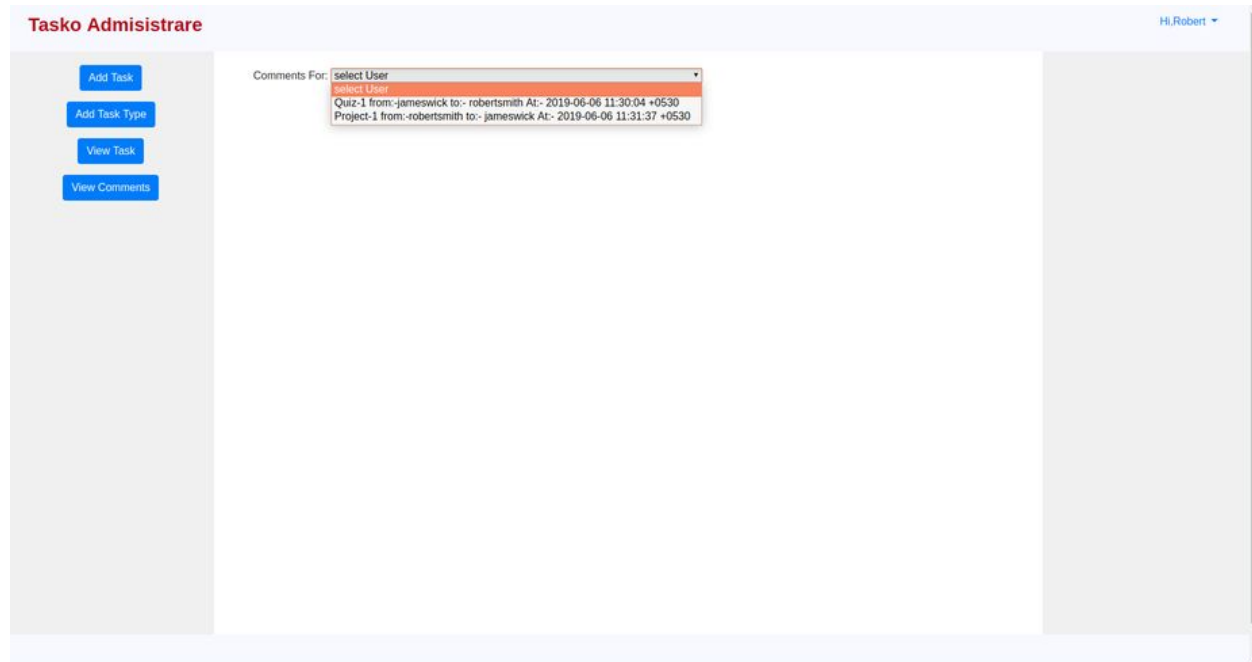 Tasko Admisistrare
Hi,Robert
Add Task
Add Task Type
View Task
View Comments
Comments For: select User
select User
Quiz-1 from:-jameswick to:- robertsmith At:- 2019-06-06 11:30:04 +0530
Project-1 from:-robertsmith to:- jameswick At:- 2019-06-06 11:31:37 +0530